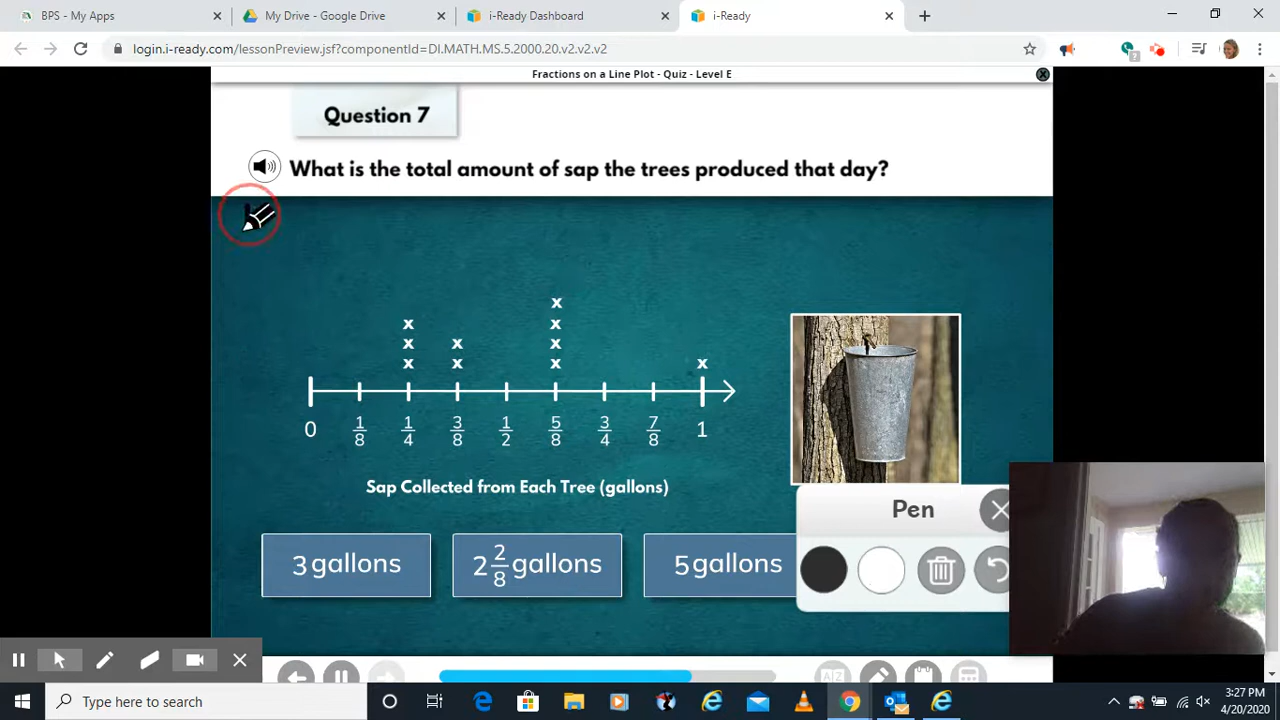 BPS - My Apps
My Drive - Google Drive
i-Ready Dashboard
i-Ready
login.i-ready.com/lessonPreview.jsf?componentId=DI.MATH.MS.5.2000.20.v2.v2.v2
Fractions on a Line Plot - Quiz - Level E
Question 7
What is the total amount of sap the trees produced that day?
x
x x
x x x
x x x x
0 1/8 1/4 3/8 1/2 5/8 3/4 7/8 1
Sap Collected from Each Tree (gallons)
Pen
3 gallons
2 2/8 gallons
5 gallons
A|Z
Type here to search
3:27 PM
4/20/2020